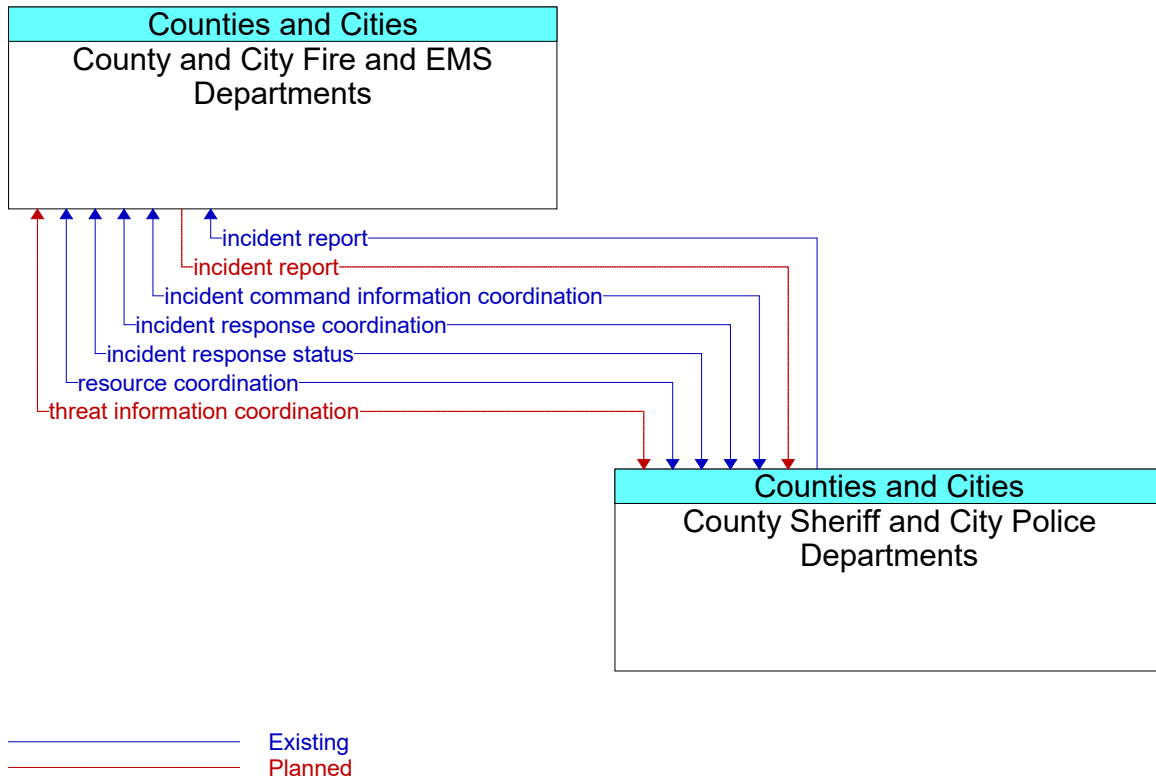 Counties and Cities
County and City Fire and EMS
Departments
incident report
incident report
incident command information coordination
incident response coordination
incident response status
resource coordination
threat information coordination
Counties and Cities
County Sheriff and City Police
Departments
Existing
Planned